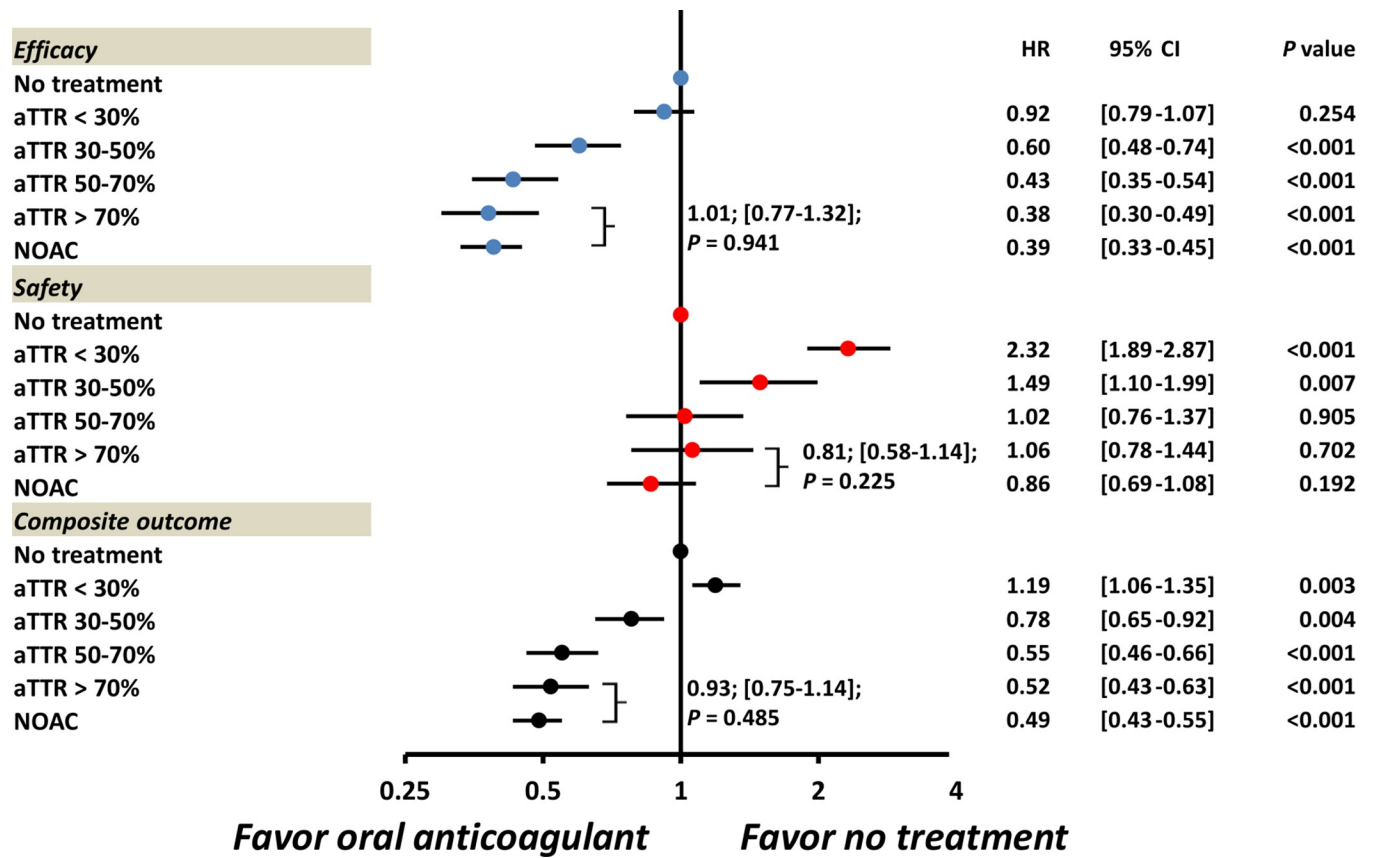 Efficacy HR 95% CI P value
No treatment
aTTR < 30% 0.92 [0.79-1.07] 0.254
aTTR 30-50% 0.60 [0.48-0.74] <0.001
aTTR 50-70% 0.43 [0.35-0.54] <0.001
aTTR > 70% 1.01; [0.77-1.32]; 0.38 [0.30-0.49] <0.001
P = 0.941
NOAC 0.39 [0.33-0.45] <0.001
Safety
No treatment
aTTR < 30% 2.32 [1.89-2.87] <0.001
aTTR 30-50% 1.49 [1.10-1.99] 0.007
aTTR 50-70% 1.02 [0.76-1.37] 0.905
aTTR > 70% 0.81; [0.58-1.14]; 1.06 [0.78-1.44] 0.702
P = 0.225
NOAC 0.86 [0.69-1.08] 0.192
Composite outcome
No treatment
aTTR < 30% 1.19 [1.06-1.35] 0.003
aTTR 30-50% 0.78 [0.65-0.92] 0.004
aTTR 50-70% 0.55 [0.46-0.66] <0.001
aTTR > 70% 0.93; [0.75-1.14]; 0.52 [0.43-0.63] <0.001
P = 0.485
NOAC 0.49 [0.43-0.55] <0.001
0.25 0.5 1 2 4
Favor oral anticoagulant Favor no treatment